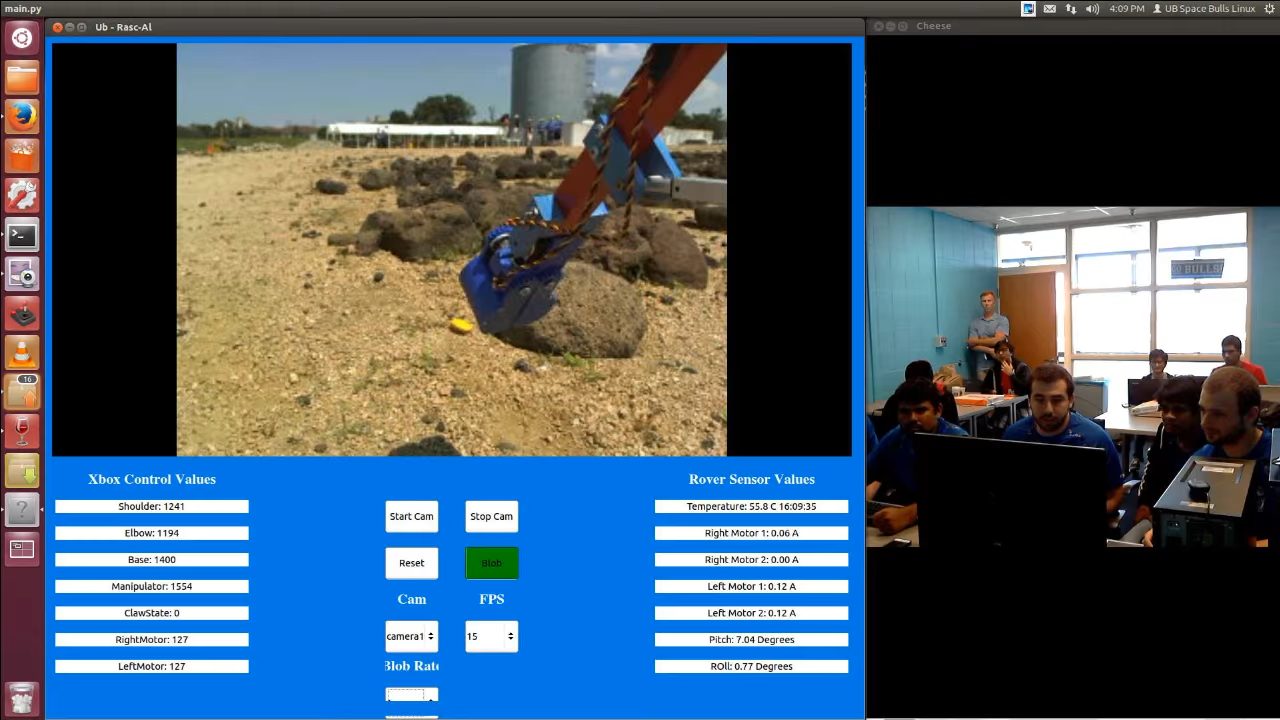 main.py
4:09 PM
UB Space Bulls Linux
Ub - Rasc-Al
Cheese
BULLS
16
Xbox Control Values
Shoulder: 1241
Elbow: 1194
Base: 1400
Manipulator: 1554
ClawState: 0
RightMotor: 127
LeftMotor: 127
Start Cam
Stop Cam
Reset
Blob
Cam
FPS
camera1
15
Blob Rate
Rover Sensor Values
Temperature: 55.8 C 16:09:35
Right Motor 1: 0.06 A
Right Motor 2: 0.00 A
Left Motor 1: 0.12 A
Left Motor 2: 0.12 A
Pitch: 7.04 Degrees
ROll: 0.77 Degrees